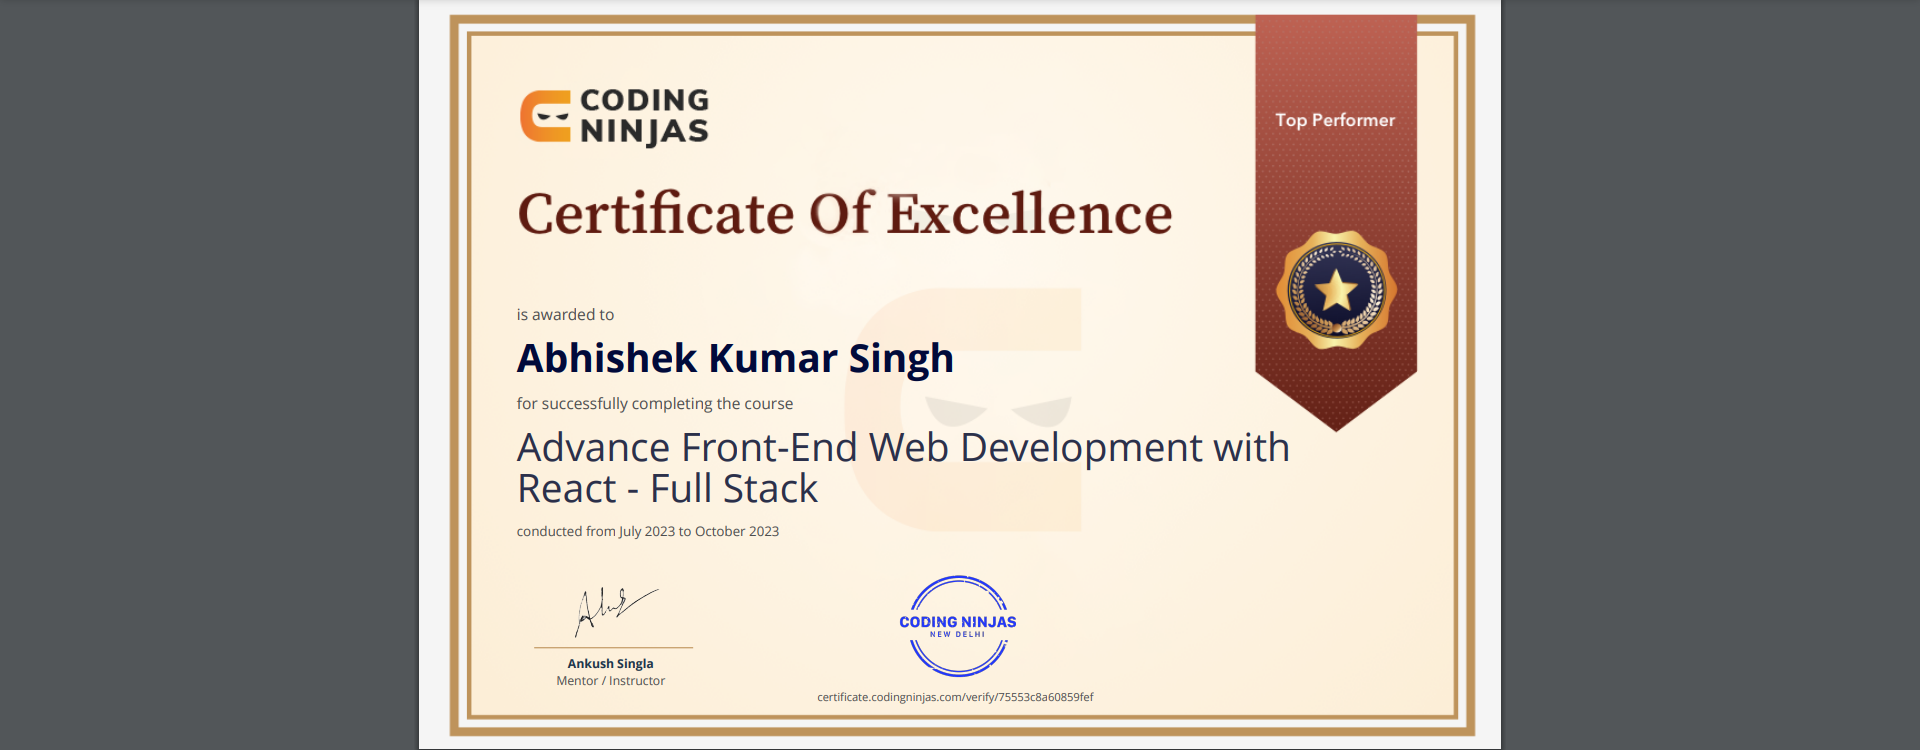 CODING
NINJAS
Top Performer
Certificate Of Excellence
is awarded to
Abhishek Kumar Singh
for successfully completing the course
Advance Front-End Web Development with
React - Full Stack
conducted from July 2023 to October 2023
CODING NINJAS
NEW DELHI
Ankush Singla
Mentor / Instructor
certificate.codingninjas.com/verify/75553c8a60859fef